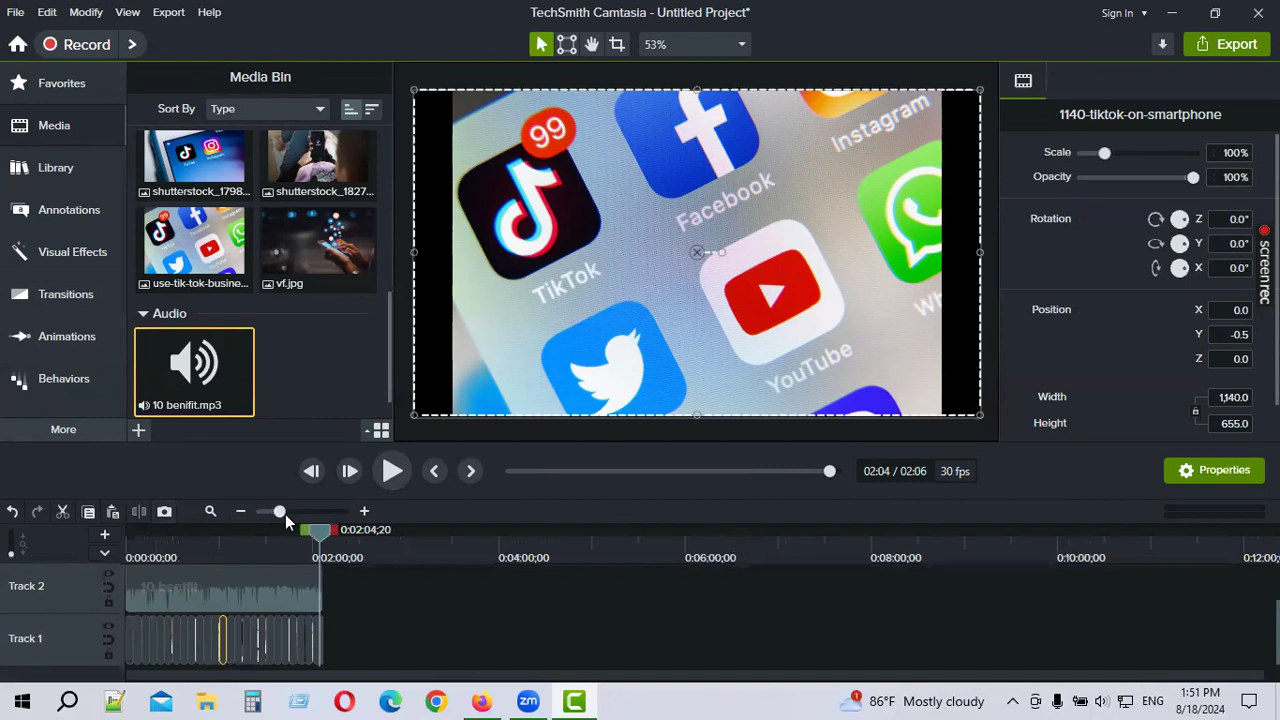 File Edit Modify View Export Help TechSmith Camtasia - Untitled Project* Sign In
Record 53% Export
Favorites
Media
Library
Annotations
Visual Effects
Transitions
Animations
Behaviors
More
Media Bin
Sort By Type
shutterstock_1798... shutterstock_1827...
use-tik-tok-busine... vf.jpg
Audio
10 benifit.mp3
99
TikTok
Facebook
Instagram
YouTube
1140-tiktok-on-smartphone
Scale 100%
Opacity 100%
Rotation Z 0.0°
Y 0.0°
X 0.0°
Position X 0.0
Y -0.5
Z 0.0
Width 1,140.0
Height 655.0
screenrec
02:04 / 02:06 30 fps Properties
0:02:04;20
0:00:00;00 0:02:00;00 0:04:00;00 0:06:00;00 0:08:00;00 0:10:00;00 0:12:00;
Track 2 10 benifit
Track 1
zm C 1 86°F Mostly cloudy ENG 3:51 PM
8/18/2024